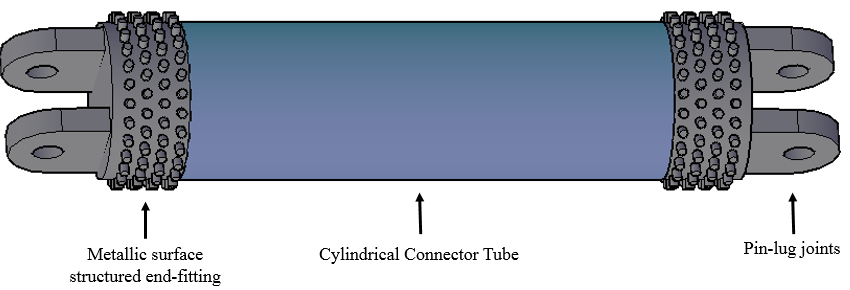 Metallic surface
structured end-fitting
Cylindrical Connector Tube
Pin-lug joints